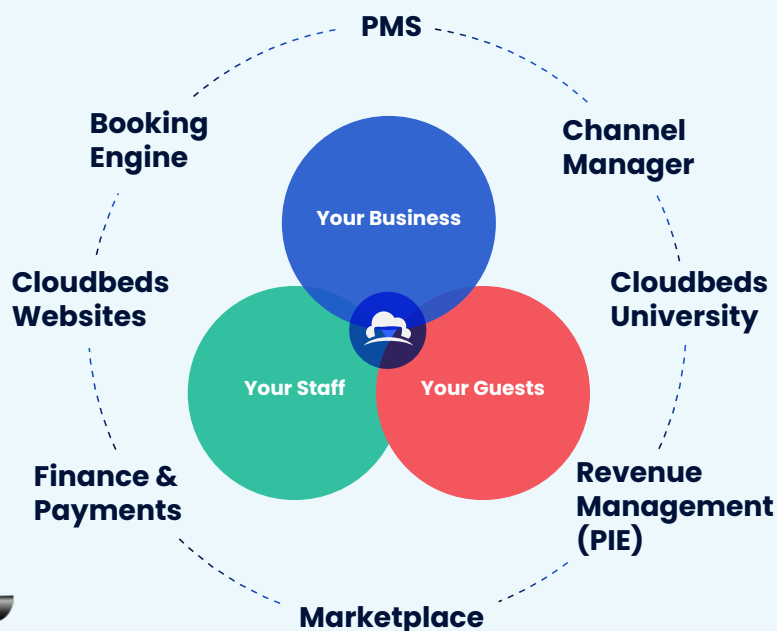 PMS
Booking
Engine
Channel
Manager
Your Business
Cloudbeds
Websites
Cloudbeds
University
Your Staff
Your Guests
Finance &
Payments
Revenue
Management
(PIE)
Marketplace